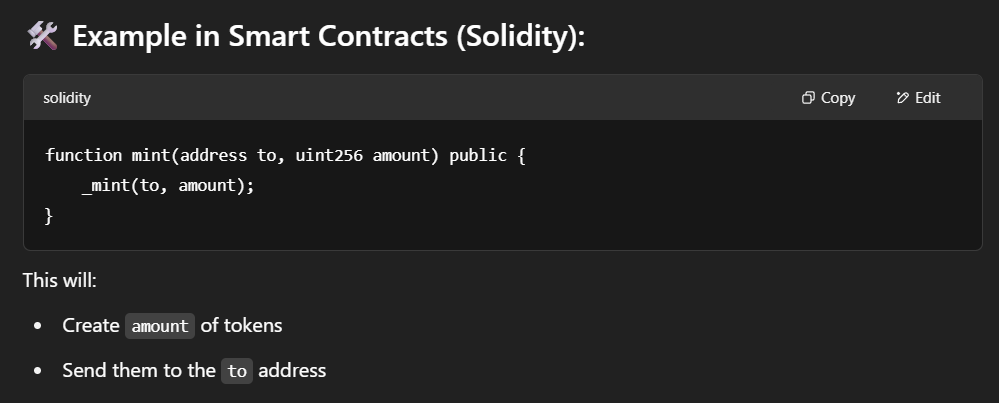 🛠️ Example in Smart Contracts (Solidity):
solidity Copy Edit
function mint(address to, uint256 amount) public {
    _mint(to, amount);
}
This will:
• Create amount of tokens
• Send them to the to address